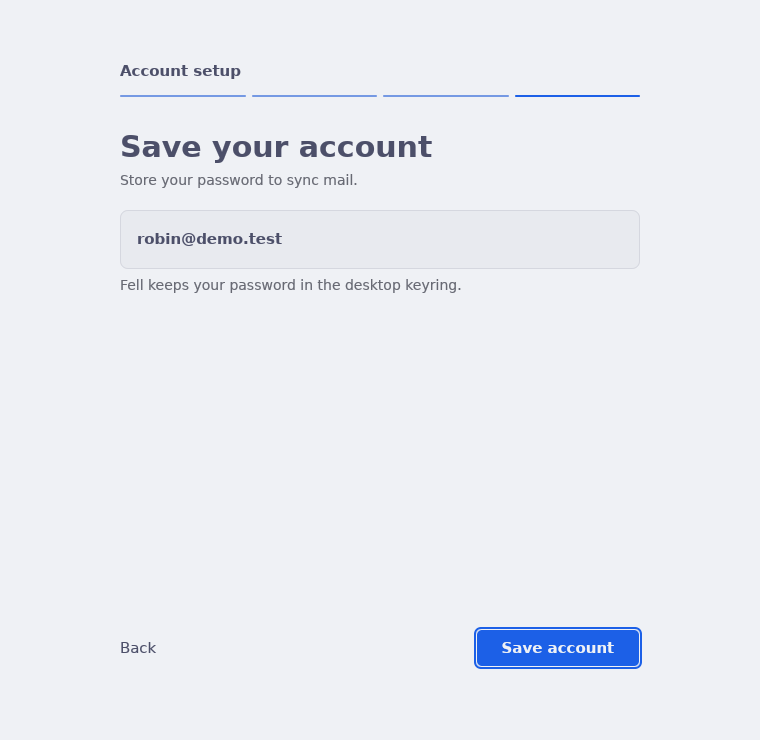 Account setup
Save your account
Store your password to sync mail.
robin@demo.test
Fell keeps your password in the desktop keyring.
Back
Save account